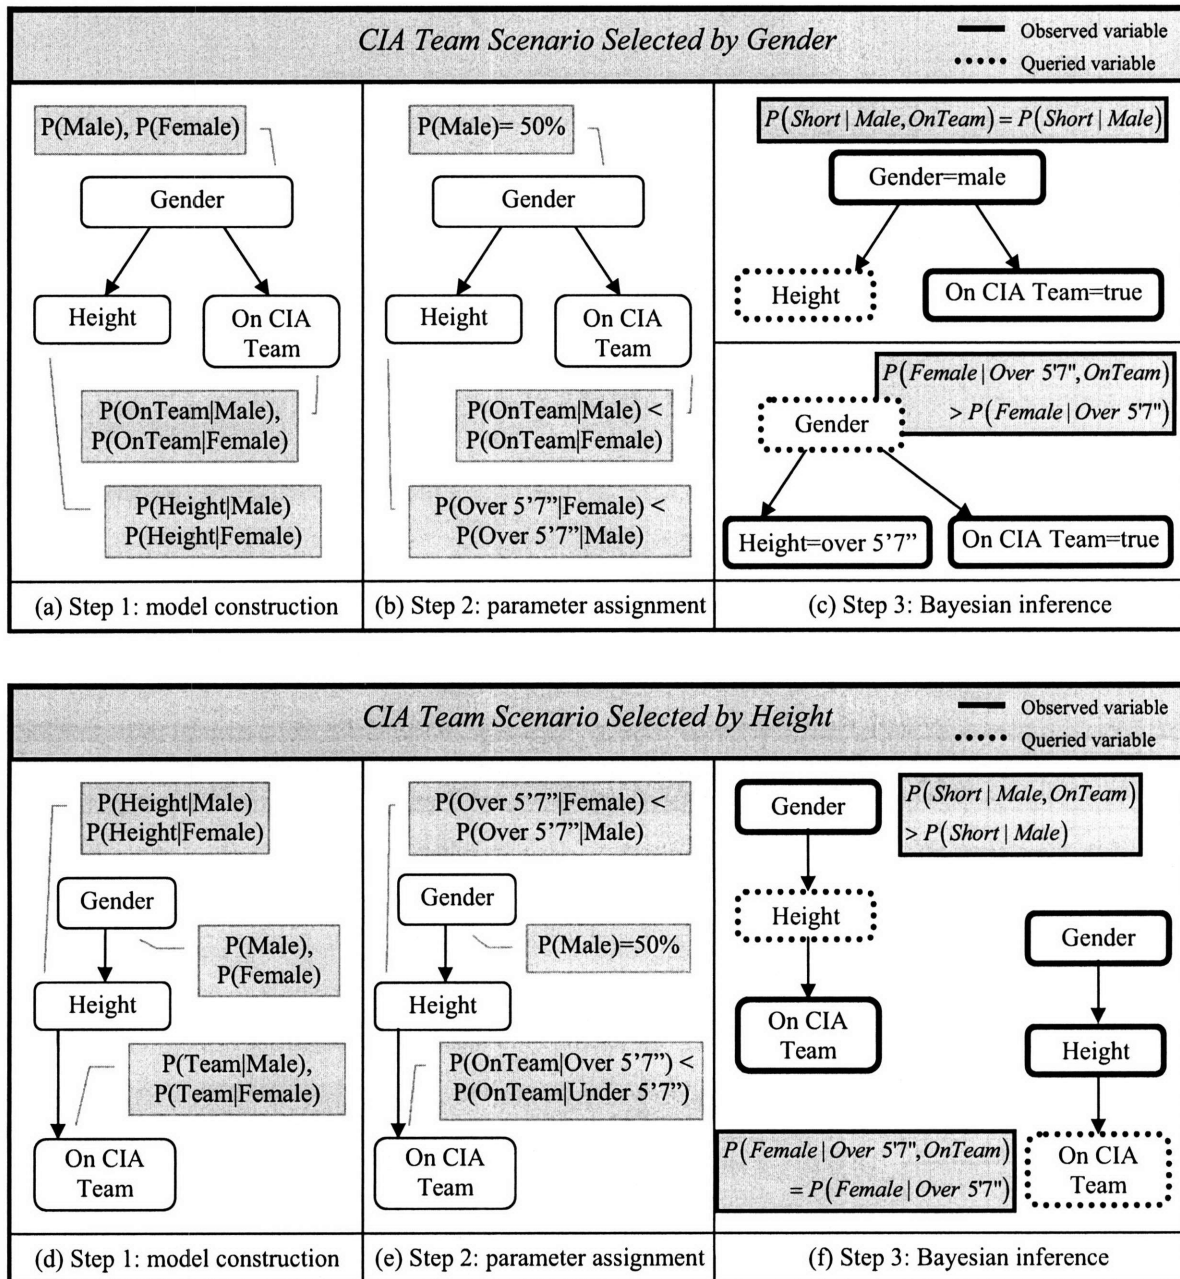 CIA Team Scenario Selected by Gender
Observed variable
Queried variable
P(Male), P(Female)
Gender
Height
On CIA
Team
P(OnTeam|Male),
P(OnTeam|Female)
P(Height|Male)
P(Height|Female)
(a) Step 1: model construction
P(Male)= 50%
Gender
Height
On CIA
Team
P(OnTeam|Male) <
P(OnTeam|Female)
P(Over 5’7”|Female) <
P(Over 5’7”|Male)
(b) Step 2: parameter assignment
P(Short | Male, OnTeam) = P(Short | Male)
Gender=male
Height
On CIA Team=true
P(Female | Over 5'7", OnTeam)
> P(Female | Over 5'7")
Gender
Height=over 5’7”
On CIA Team=true
(c) Step 3: Bayesian inference
CIA Team Scenario Selected by Height
Observed variable
Queried variable
P(Height|Male)
P(Height|Female)
Gender
P(Male),
P(Female)
Height
P(Team|Male),
P(Team|Female)
On CIA
Team
(d) Step 1: model construction
P(Over 5’7”|Female) <
P(Over 5’7”|Male)
Gender
P(Male)=50%
Height
P(OnTeam|Over 5’7”) <
P(OnTeam|Under 5’7”)
On CIA
Team
(e) Step 2: parameter assignment
Gender
P(Short | Male, OnTeam)
> P(Short | Male)
Height
On CIA
Team
Gender
Height
On CIA
Team
P(Female | Over 5'7", OnTeam)
= P(Female | Over 5'7")
(f) Step 3: Bayesian inference